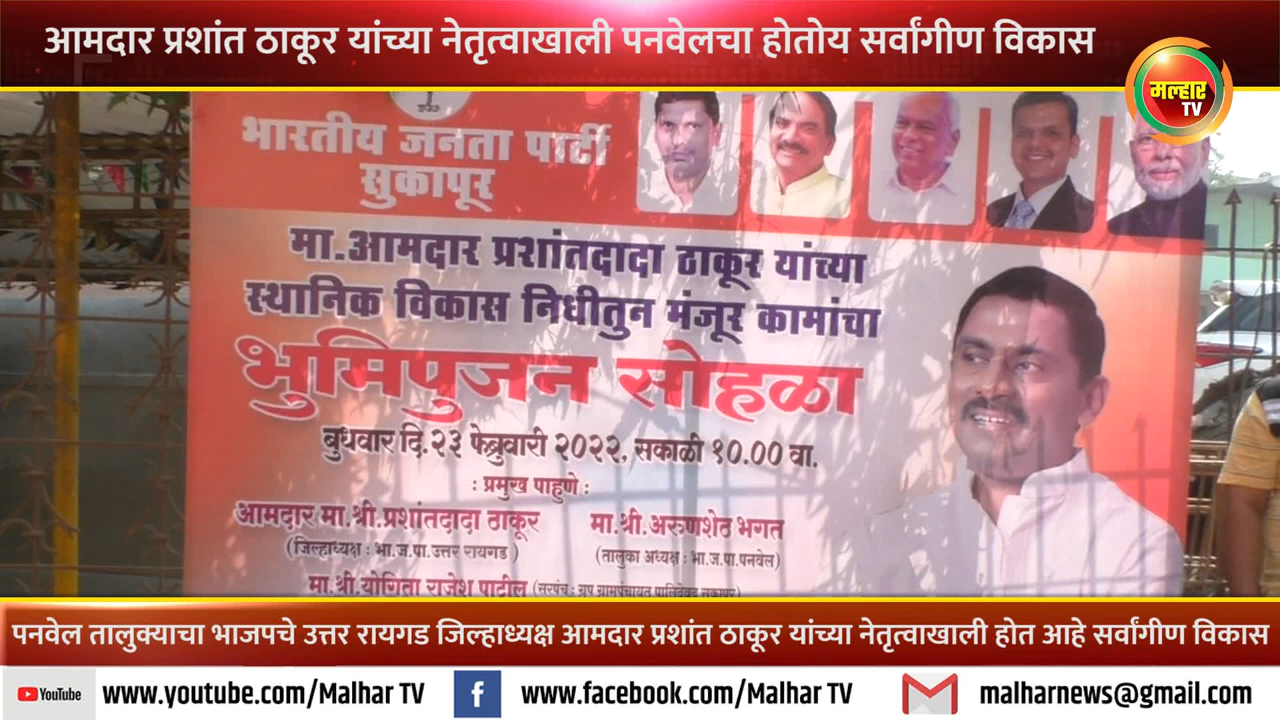 आमदार प्रशांत ठाकूर यांच्या नेतृत्वाखाली पनवेलचा होतोय सर्वांगीण विकास
मल्हार
TV
भारतीय जनता पार्टी
सुकापूर
मा.आमदार प्रशांतदादा ठाकूर यांच्या
स्थानिक विकास निधीतुन मंजूर कामांचा
भुमिपुजन सोहळा
बुधवार दि.२३ फेब्रुवारी २०२२, सकाळी १०.०० वा.
: प्रमुख पाहुणे :
आमदार मा.श्री.प्रशांतदादा ठाकूर
(जिल्हाध्यक्ष : भा.ज.पा.उत्तर रायगड)
मा.श्री.अरुणशेठ भगत
(तालुका अध्यक्ष : भा.ज.पा.पनवेल)
मा.श्री.योगिता राजेश पाटील (सरपंच : ग्रुप ग्रामपंचायत
पनवेल तालुक्याचा भाजपचे उत्तर रायगड जिल्हाध्यक्ष आमदार प्रशांत ठाकूर यांच्या नेतृत्वाखाली होत आहे सर्वांगीण विकास
YouTube www.youtube.com/Malhar TV
f www.facebook.com/Malhar TV
malharnews@gmail.com